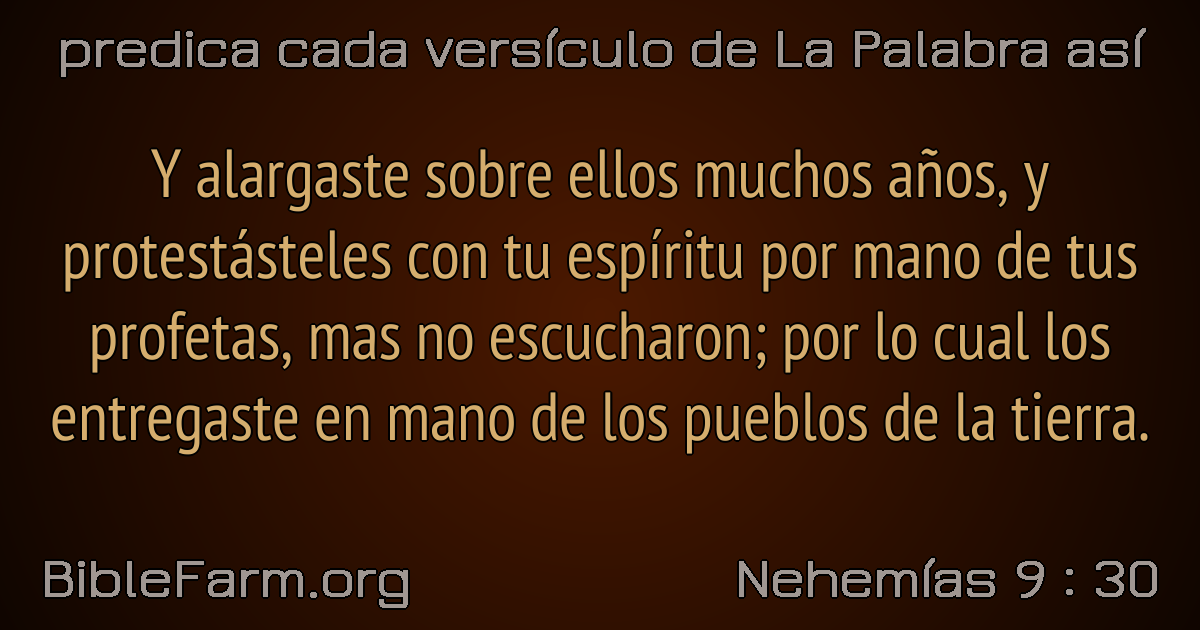 predica cada versículo de La Palabra así
Y alargaste sobre ellos muchos años, y
protestásteles con tu espíritu por mano de tus
profetas, mas no escucharon; por lo cual los
entregaste en mano de los pueblos de la tierra.
BibleFarm.org
Nehemías 9 : 30